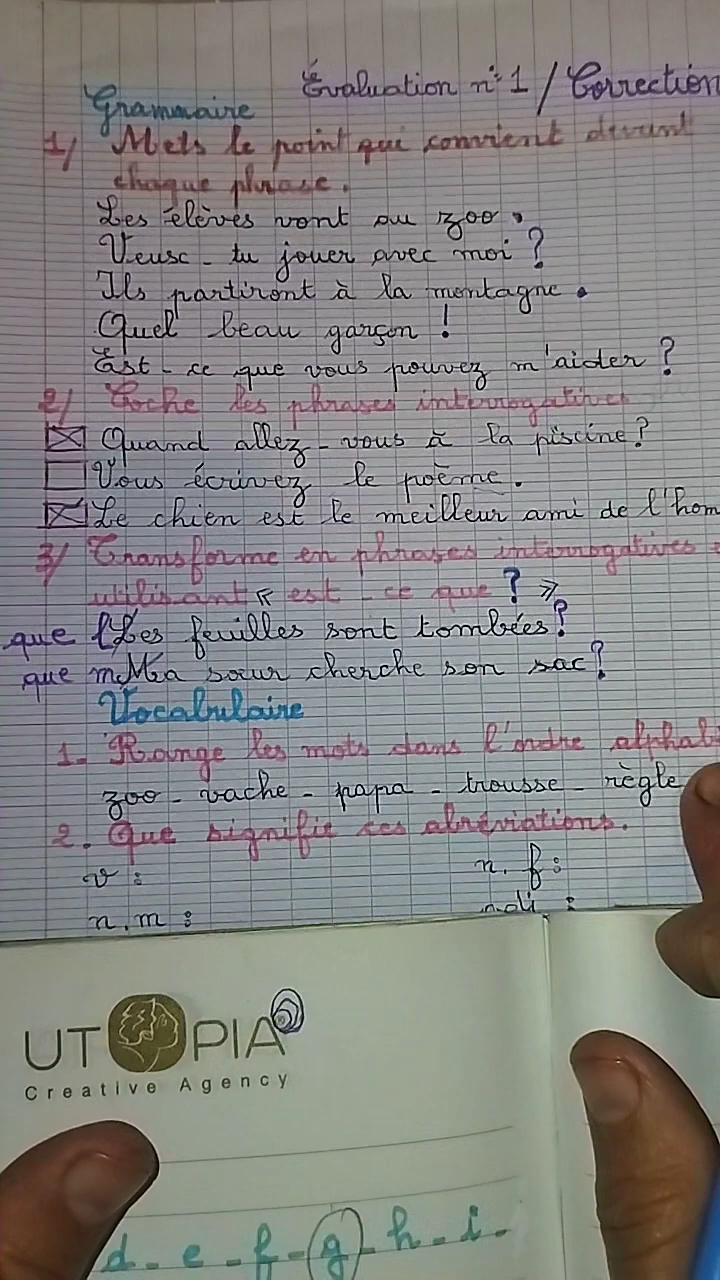 Évaluation n°1 / Correction
Grammaire
1/ Mets le point qui convient devant
chaque phrase.
Les élèves vont au zoo.
Veux-tu jouer avec moi ?
Ils partiront à la montagne.
Quel beau garçon !
Est-ce que vous pouvez m'aider ?
2/ Coche les phrases interrogatives
Quand allez-vous à la piscine ?
Vous écrivez le poème.
Le chien est le meilleur ami de l'hom
3/ Transforme en phrases interrogatives
utilisant « est-ce que ? »
que l Les feuilles sont tombées ?
que m Ma sœur cherche son sac ?
Vocabulaire
1. Range les mots dans l'ordre alphab
zoo - vache - papa - trousse - règle
2. Que signifie ces abréviations.
v : n.f :
n.m : adj :
UTOPIA
Creative Agency
d - e - f - g - h - i -